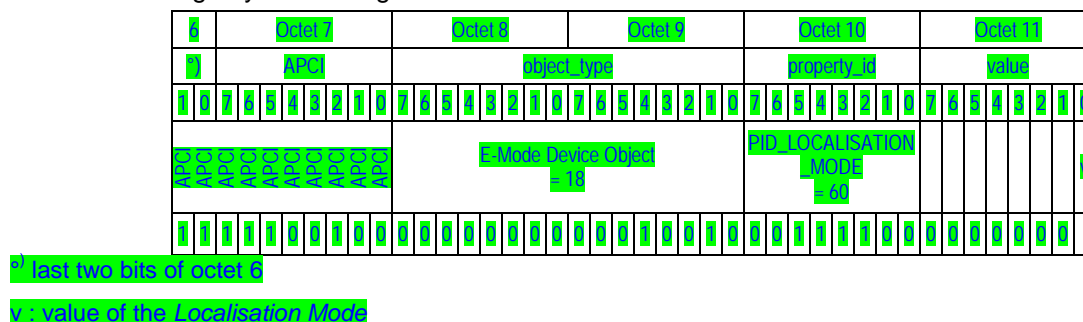 6 Octet 7 Octet 8 Octet 9 Octet 10 Octet 11
°) APCI object_type property_id value
1 0 7 6 5 4 3 2 1 0 7 6 5 4 3 2 1 0 7 6 5 4 3 2 1 0 7 6 5 4 3 2 1 0 7 6 5 4 3 2 1
APCI APCI APCI APCI APCI APCI APCI APCI APCI APCI
E-Mode Device Object
= 18
PID_LOCALISATION
_MODE
= 60
1 1 1 1 1 0 0 1 0 0 0 0 0 0 0 0 0 0 0 0 0 1 0 0 1 0 0 0 1 1 1 1 0 0 0 0 0 0 0 0 0
°) last two bits of octet 6
v : value of the Localisation Mode